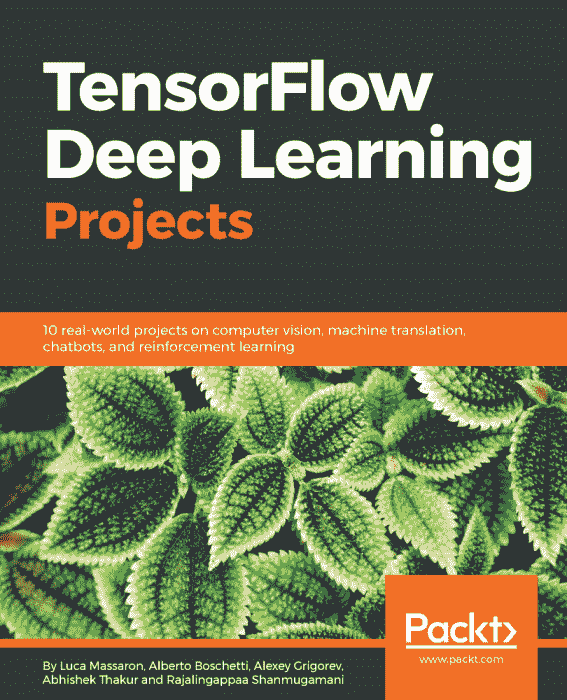 TensorFlow
Deep Learning
Projects
10 real-world projects on computer vision, machine translation,
chatbots, and reinforcement learning
Packt>
www.packt.com
By Luca Massaron, Alberto Boschetti, Alexey Grigorev,
Abhishek Thakur and Rajalingappaa Shanmugamani